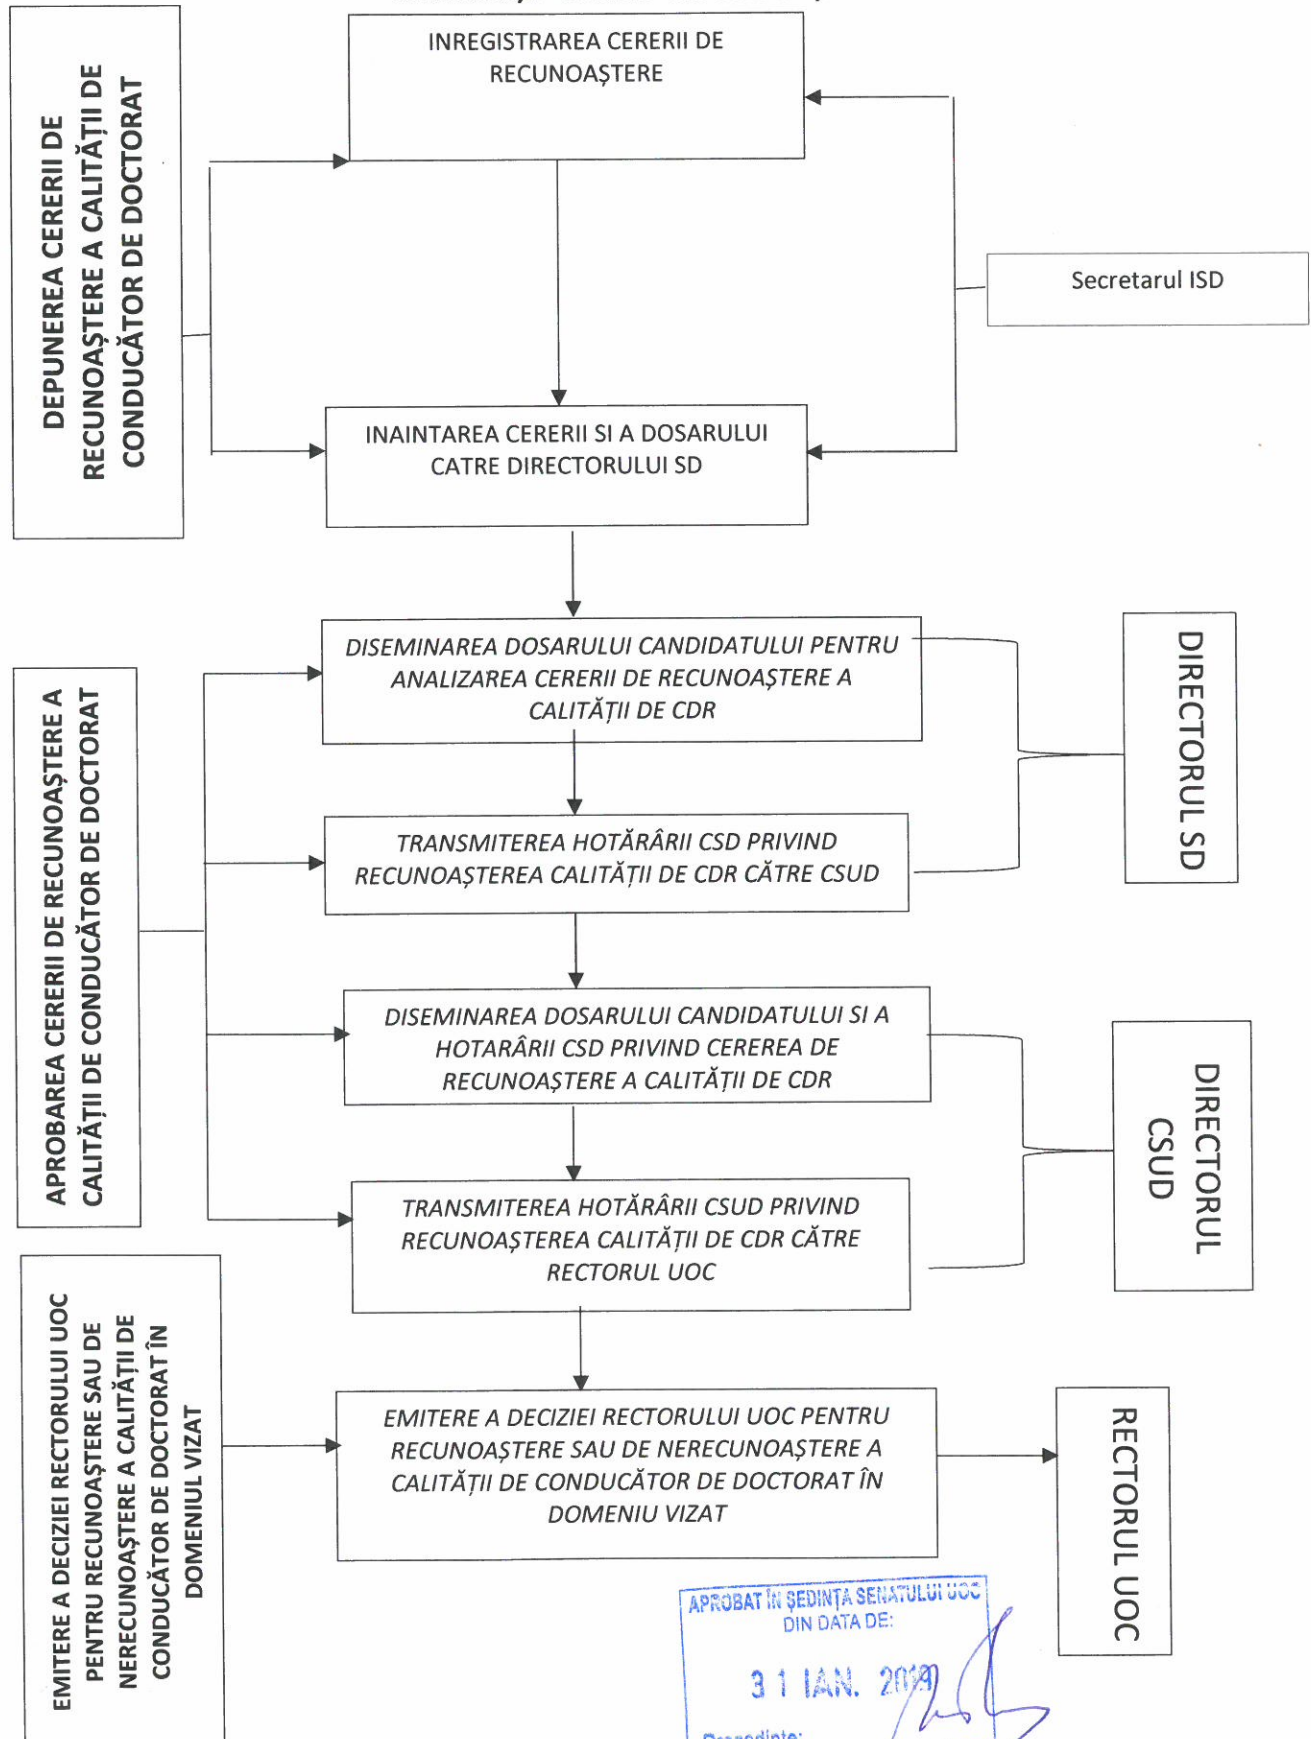 DEPUNEREA CERERII DE
RECUNOAȘTERE A CALITĂȚII DE
CONDUCĂTOR DE DOCTORAT
INREGISTRAREA CERERII DE
RECUNOAȘTERE
Secretarul ISD
INAINTAREA CERERII SI A DOSARULUI
CATRE DIRECTORULUI SD
APROBAREA CERERII DE RECUNOAȘTERE A
CALITĂȚII DE CONDUCĂTOR DE DOCTORAT
DISEMINAREA DOSARULUI CANDIDATULUI PENTRU
ANALIZAREA CERERII DE RECUNOAȘTERE A
CALITĂȚII DE CDR
TRANSMITEREA HOTĂRÂRII CSD PRIVIND
RECUNOAȘTEREA CALITĂȚII DE CDR CĂTRE CSUD
DIRECTORUL SD
DISEMINAREA DOSARULUI CANDIDATULUI SI A
HOTARÂRII CSD PRIVIND CEREREA DE
RECUNOAȘTERE A CALITĂȚII DE CDR
TRANSMITEREA HOTĂRÂRII CSUD PRIVIND
RECUNOAȘTEREA CALITĂȚII DE CDR CĂTRE
RECTORUL UOC
DIRECTORUL
CSUD
EMITERE A DECIZIEI RECTORULUI UOC
PENTRU RECUNOAȘTERE SAU DE
NERECUNOAȘTERE A CALITĂȚII DE
CONDUCĂTOR DE DOCTORAT ÎN
DOMENIUL VIZAT
EMITERE A DECIZIEI RECTORULUI UOC PENTRU
RECUNOAȘTERE SAU DE NERECUNOAȘTERE A
CALITĂȚII DE CONDUCĂTOR DE DOCTORAT ÎN
DOMENIU VIZAT
RECTORUL UOC
APROBAT ÎN ȘEDINȚA SENATULUI UOC
DIN DATA DE:
31 IAN. 2019